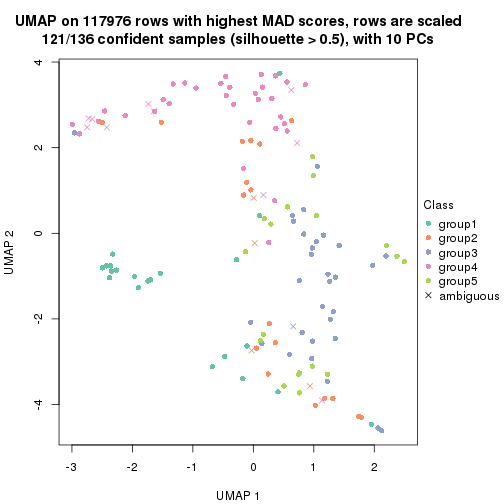 UMAP on 117976 rows with highest MAD scores, rows are scaled
121/136 confident samples (silhouette > 0.5), with 10 PCs
4
2
0
-2
-4
UMAP 2
-3
-2
-1
0
1
2
UMAP 1
Class
group1
group2
group3
group4
group5
ambiguous